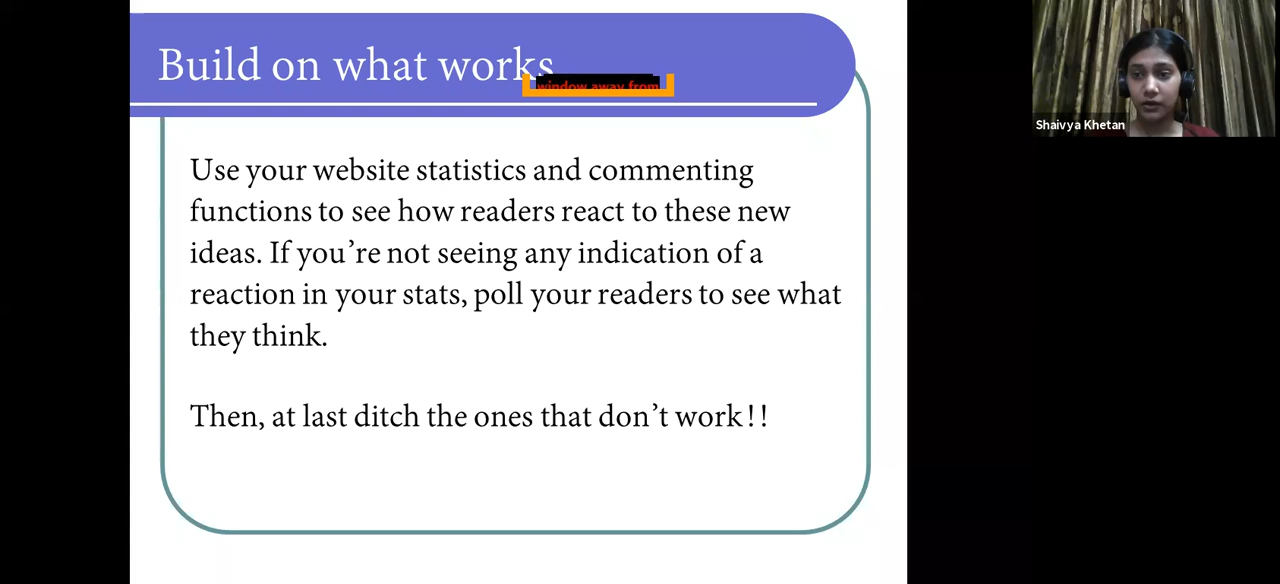 Build on what works
window away from
Use your website statistics and commenting
functions to see how readers react to these new
ideas. If you’re not seeing any indication of a
reaction in your stats, poll your readers to see what
they think.
Then, at last ditch the ones that don’t work!!
Shaivya Khetan